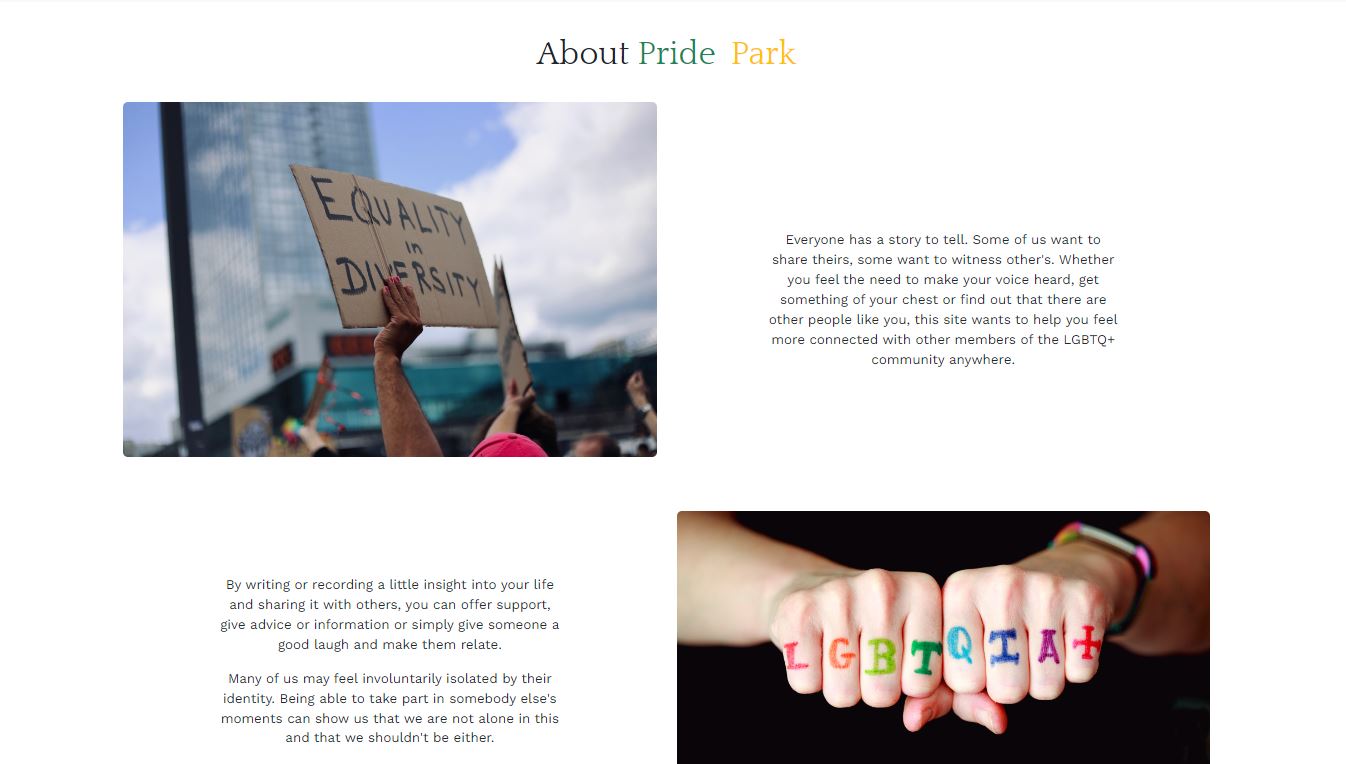 About Pride Park
EQUALITY
in
DIVERSITY
Everyone has a story to tell. Some of us want to
share theirs, some want to witness other's. Whether
you feel the need to make your voice heard, get
something of your chest or find out that there are
other people like you, this site wants to help you feel
more connected with other members of the LGBTQ+
community anywhere.
By writing or recording a little insight into your life
and sharing it with others, you can offer support,
give advice or information or simply give someone a
good laugh and make them relate.
Many of us may feel involuntarily isolated by their
identity. Being able to take part in somebody else's
moments can show us that we are not alone in this
and that we shouldn't be either.
LGBTQIA+